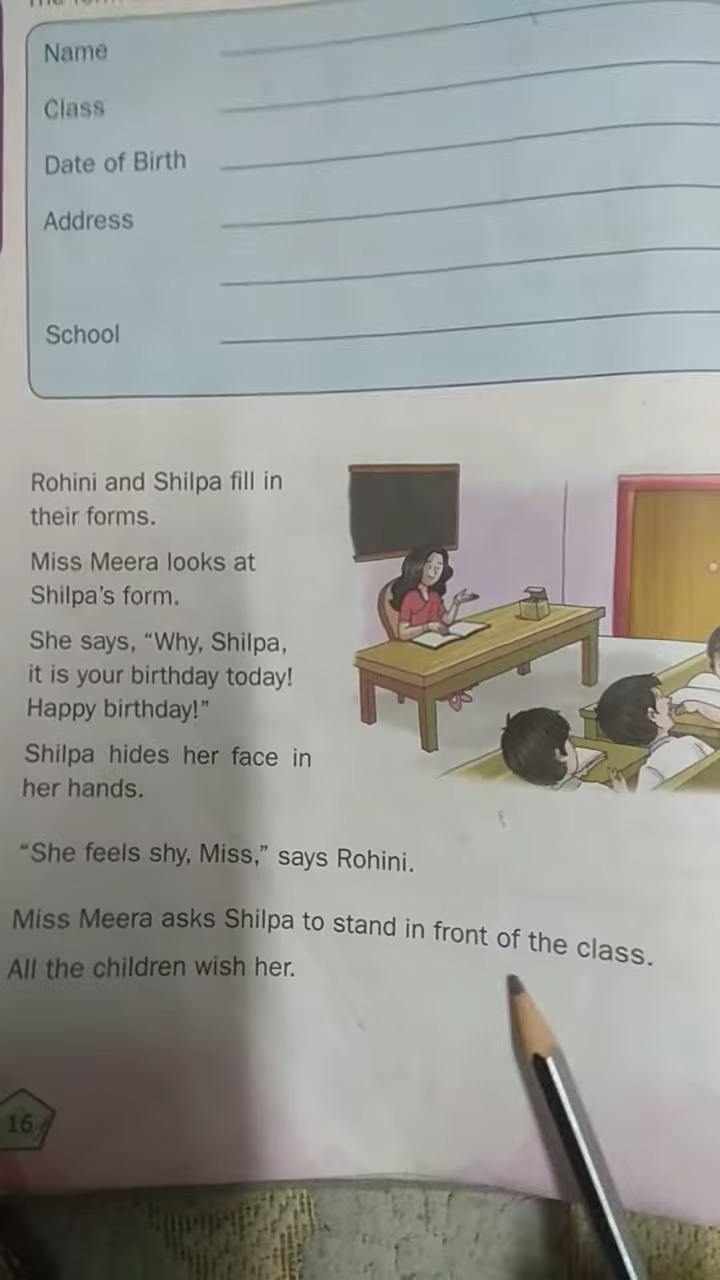 Name
Class
Date of Birth
Address
School
Rohini and Shilpa fill in
their forms.
Miss Meera looks at
Shilpa's form.
She says, “Why, Shilpa,
it is your birthday today!
Happy birthday!”
Shilpa hides her face in
her hands.
“She feels shy, Miss,” says Rohini.
Miss Meera asks Shilpa to stand in front of the class.
All the children wish her.
16